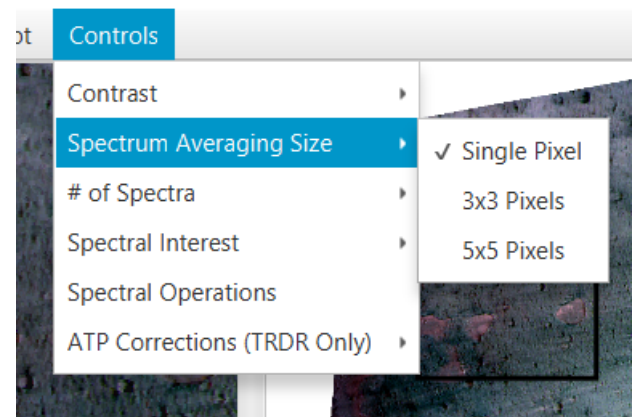 Controls
Contrast
Spectrum Averaging Size
✓ Single Pixel
3x3 Pixels
5x5 Pixels
# of Spectra
Spectral Interest
Spectral Operations
ATP Corrections (TRDR Only)